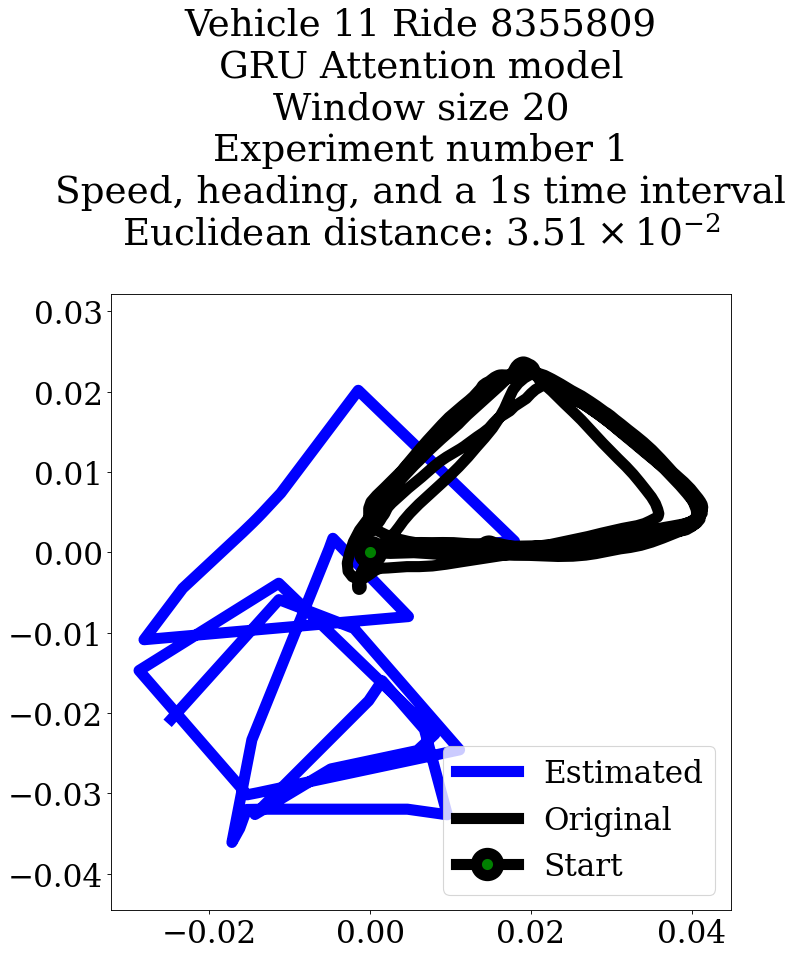 Vehicle 11 Ride 8355809
GRU Attention model
Window size 20
Experiment number 1
Speed, heading, and a 1s time interval
Euclidean distance: 3.51 × 10⁻²
0.03
0.02
0.01
0.00
−0.01
−0.02
−0.03
−0.04
Estimated
Original
Start
−0.02 0.00 0.02 0.04